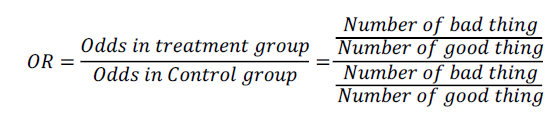 OR = Odds in treatment group / Odds in Control group = Number of bad thing / Number of good thing / Number of bad thing / Number of good thing